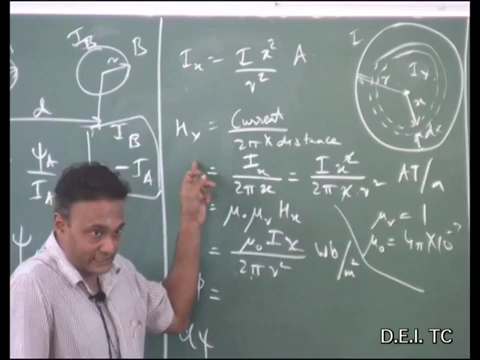 I_B
B
r
d
I_B
ψ_A / I_A
- I_A
ψ
I_x - I x² / r² A
H_x = Current / 2π × distance
= I_x / 2πx = I x² / 2πx·r² AT/m
= μ₀ μ_r H_x
= μ₀ I x / 2π r² Wb/m²
=
μ_r = 1
μ₀ = 4π × 10⁻⁷
I
r
I_x
x
dx
D.E.I. TC